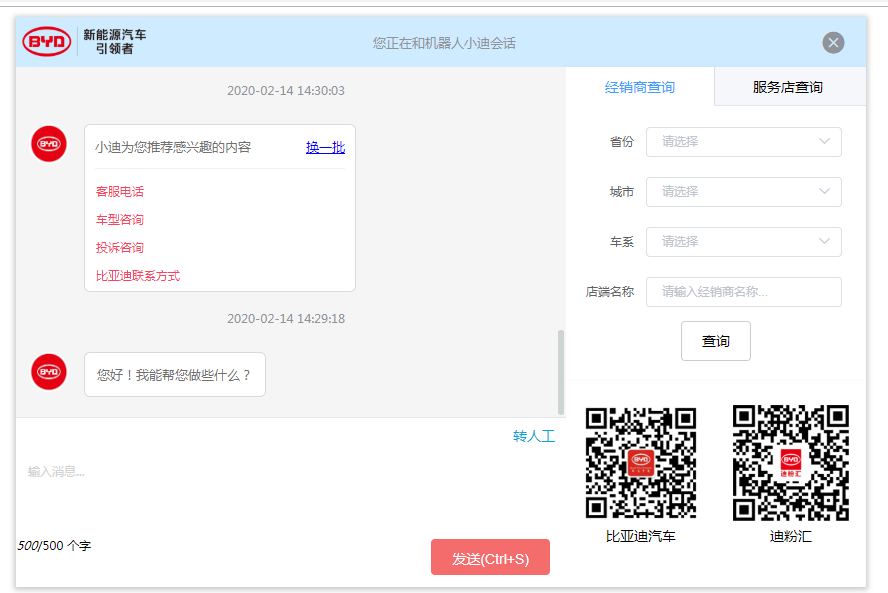 BYD
新能源汽车
引领者
您正在和机器人小迪会话
2020-02-14 14:30:03
BYD
小迪为您推荐感兴趣的内容
换一批
客服电话
车型咨询
投诉咨询
比亚迪联系方式
2020-02-14 14:29:18
BYD
您好！我能帮您做些什么？
转人工
输入消息...
500/500 个字
发送(Ctrl+S)
经销商查询
服务店查询
省份
请选择
城市
请选择
车系
请选择
店端名称
请输入经销商名称...
查询
BYD
比亚迪汽车
BYD
迪粉汇
迪粉汇